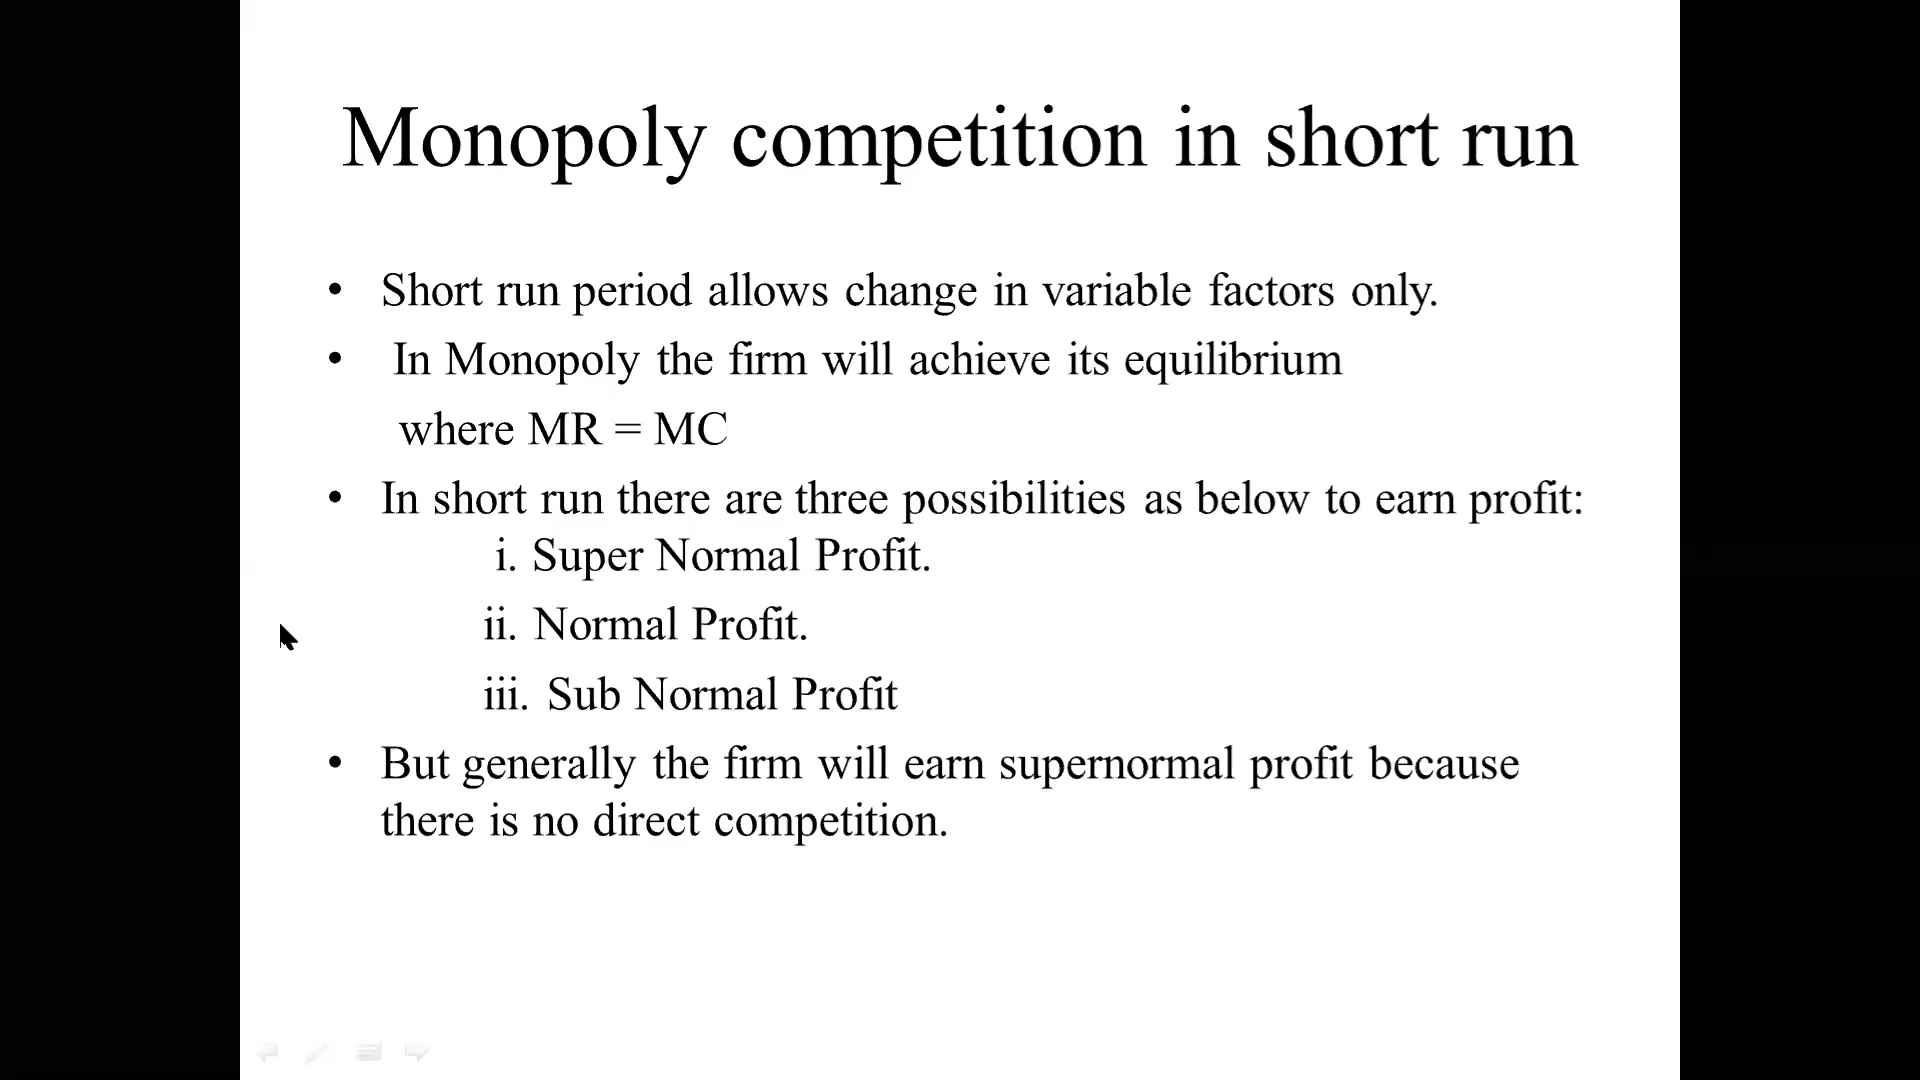 Monopoly competition in short run
• Short run period allows change in variable factors only.
• In Monopoly the firm will achieve its equilibrium
where MR = MC
• In short run there are three possibilities as below to earn profit:
i. Super Normal Profit.
ii. Normal Profit.
iii. Sub Normal Profit
• But generally the firm will earn supernormal profit because
there is no direct competition.